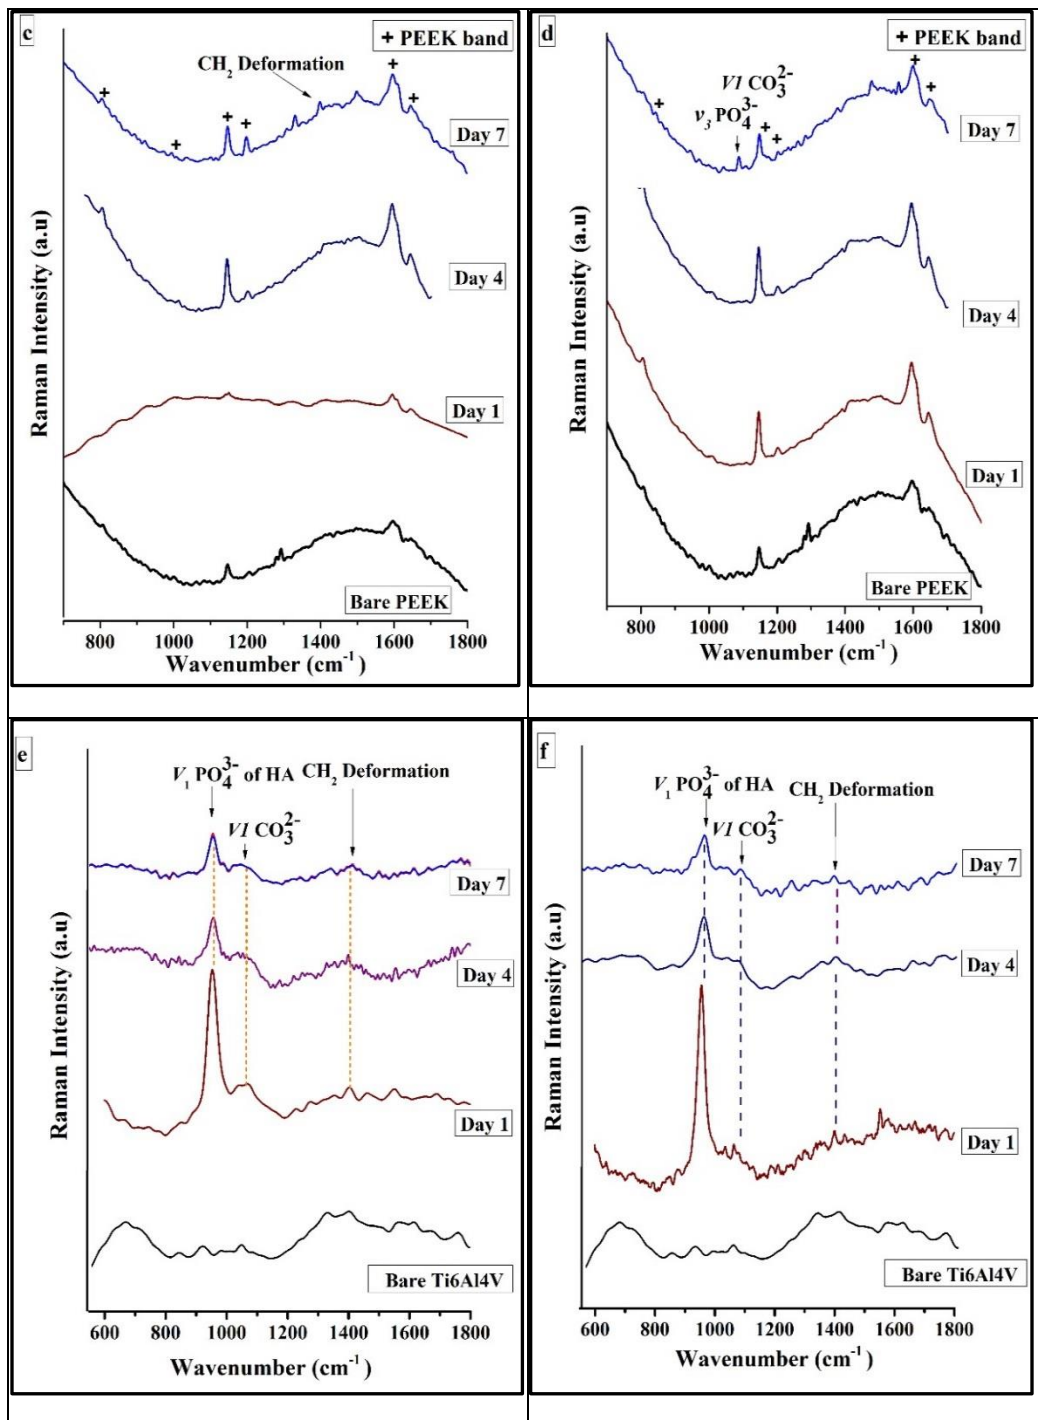 c
+ PEEK band
CH₂ Deformation
+ + + + + +
Day 7
Day 4
Day 1
Bare PEEK
Raman Intensity (a.u)
800 1000 1200 1400 1600 1800
Wavenumber (cm⁻¹)
d
+ PEEK band
V1 CO₃²⁻
ν₃ PO₄³⁻
+ + + + +
Day 7
Day 4
Day 1
Bare PEEK
Raman Intensity (a.u)
800 1000 1200 1400 1600 1800
Wavenumber (cm⁻¹)
e
V₁ PO₄³⁻ of HA
CH₂ Deformation
V1 CO₃²⁻
Day 7
Day 4
Day 1
Bare Ti6Al4V
Raman Intensity (a.u)
600 800 1000 1200 1400 1600 1800
Wavenumber (cm⁻¹)
f
V₁ PO₄³⁻ of HA
CH₂ Deformation
V1 CO₃²⁻
Day 7
Day 4
Day 1
Bare Ti6Al4V
Raman Intensity (a.u)
600 800 1000 1200 1400 1600 1800
Wavenumber (cm⁻¹)